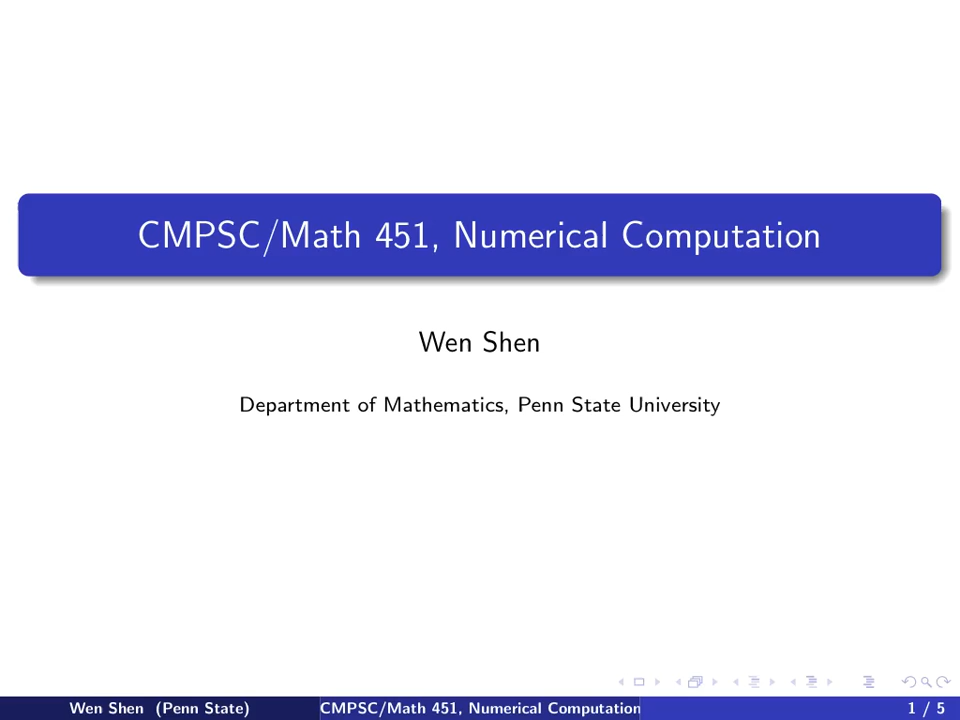 CMPSC/Math 451, Numerical Computation
Wen Shen
Department of Mathematics, Penn State University
Wen Shen (Penn State)
CMPSC/Math 451, Numerical Computation
1 / 5